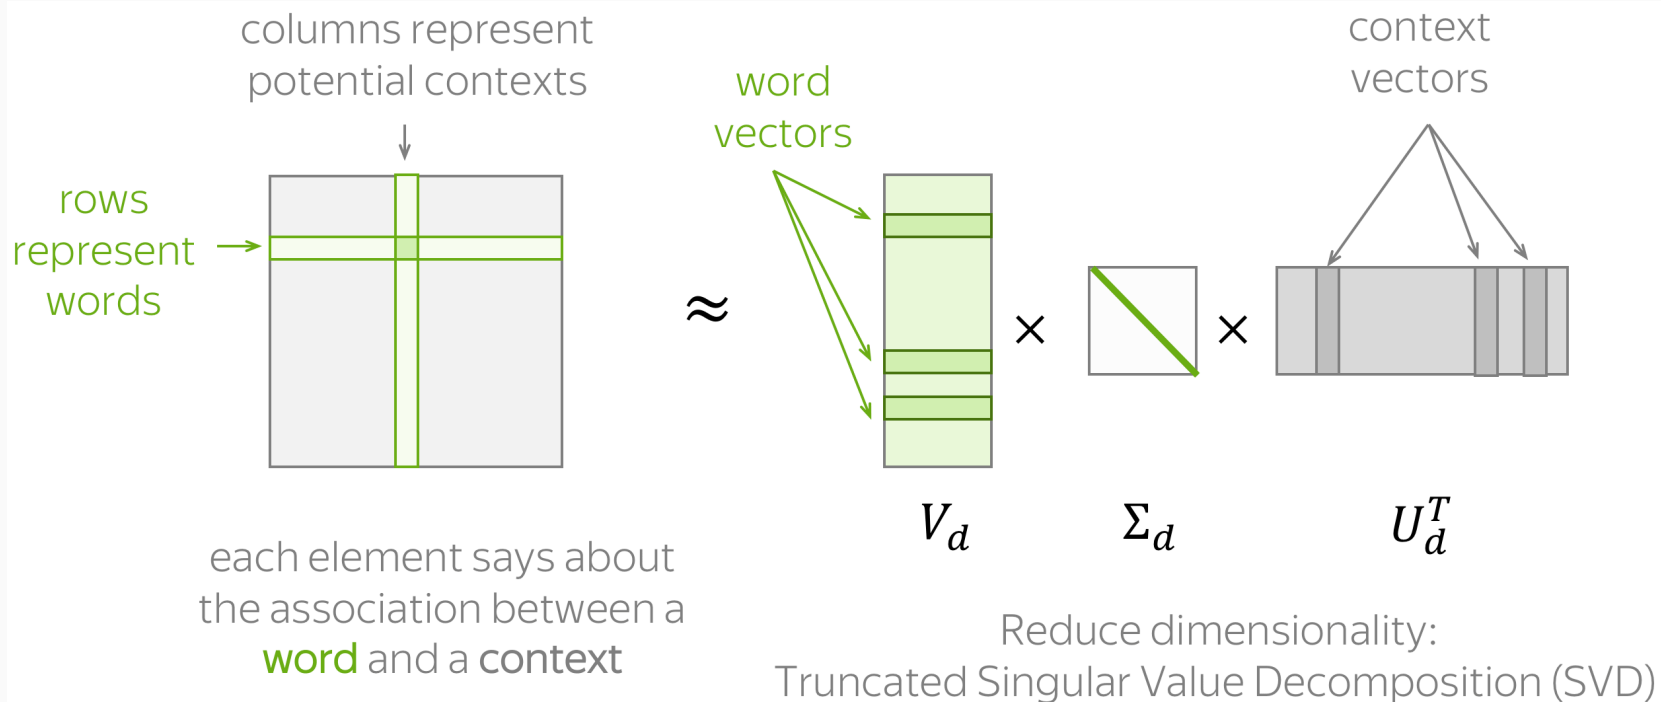 columns represent
potential contexts
rows
represent
words
each element says about
the association between a
word and a context
≈
word
vectors
×
×
context
vectors
V_d
Σ_d
U_d^T
Reduce dimensionality:
Truncated Singular Value Decomposition (SVD)